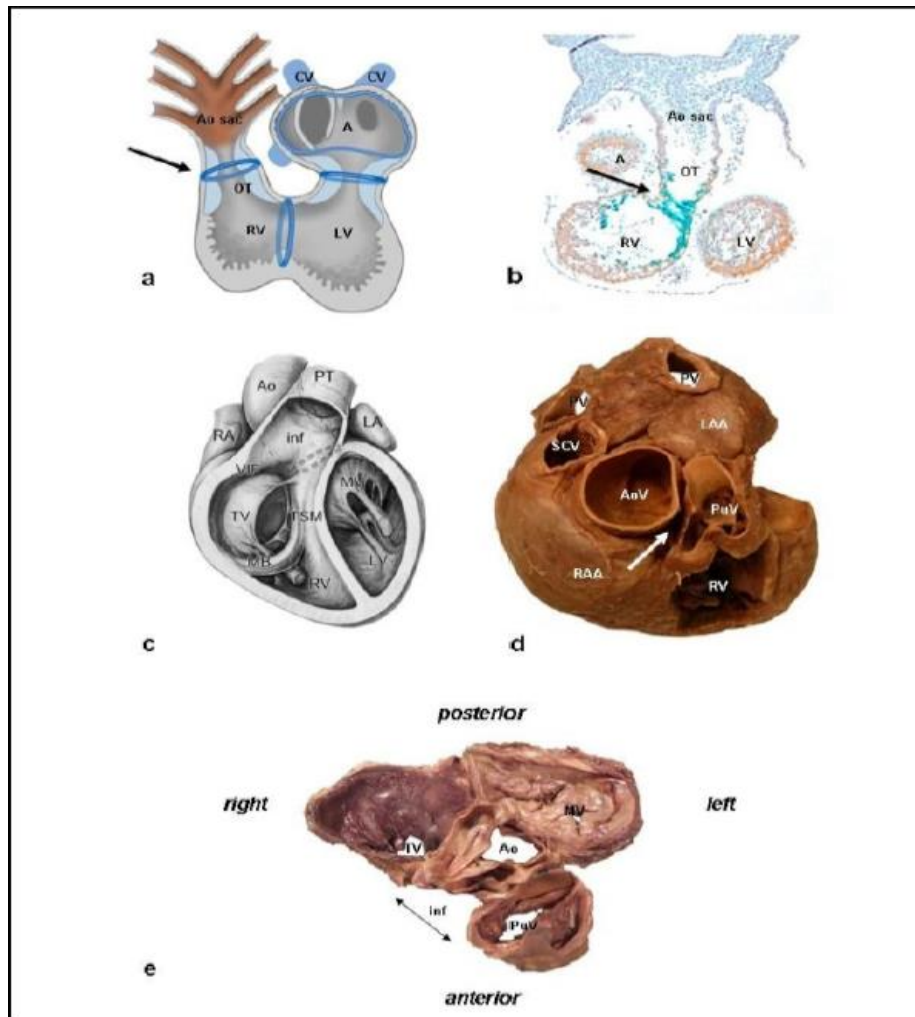 CV CV
Ao sac
A
OT
RV LV
a
Ao sac
A OT
RV LV
b
Ao PT
RA inf LA
VIF
TV TSM MV
MB RV LV
c
PV
PV
SCV LAA
AoV PuV
RAA RV
d
posterior
right left
MV
TV Ao
inf PuV
e
anterior